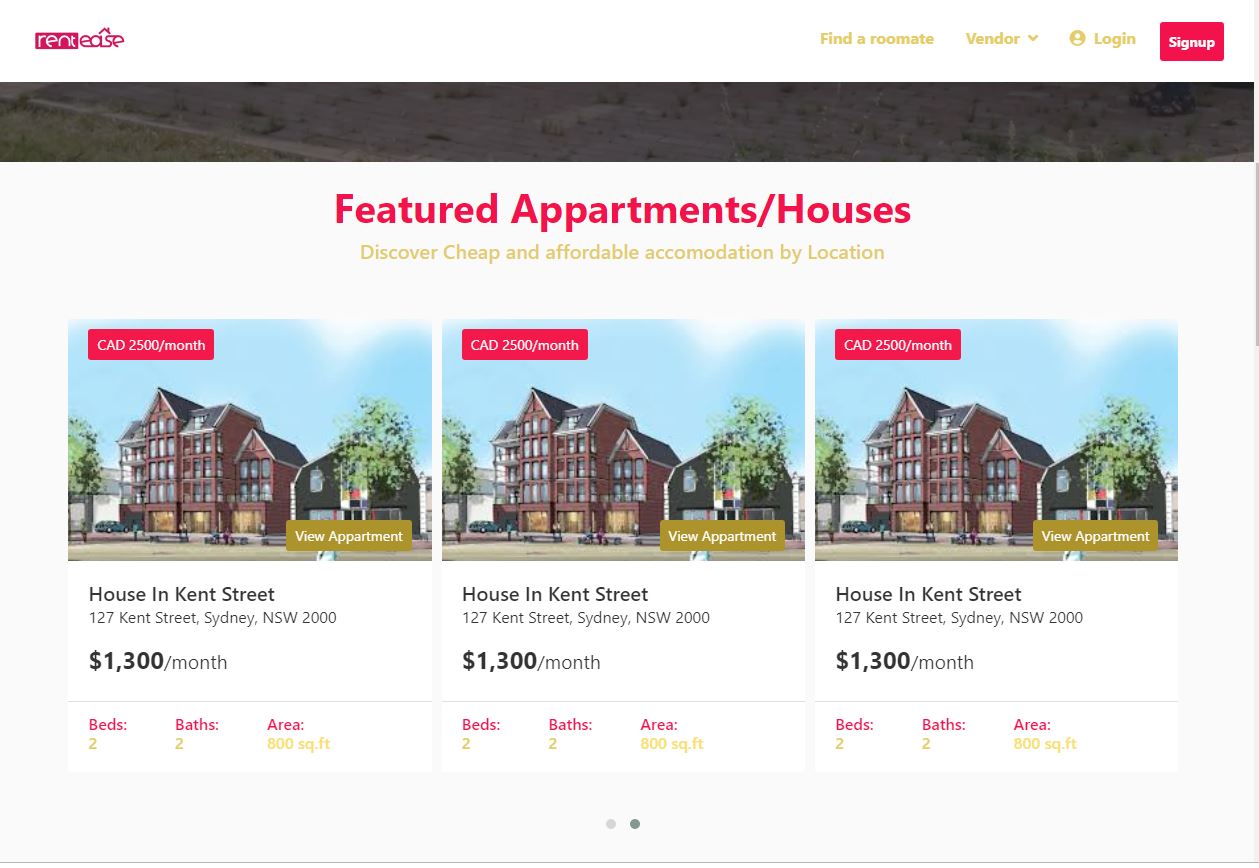 rentease
Find a roomate Vendor Login Signup
Featured Appartments/Houses
Discover Cheap and affordable accomodation by Location
CAD 2500/month CAD 2500/month CAD 2500/month
View Appartment View Appartment View Appartment
House In Kent Street House In Kent Street House In Kent Street
127 Kent Street, Sydney, NSW 2000 127 Kent Street, Sydney, NSW 2000 127 Kent Street, Sydney, NSW 2000
$1,300/month $1,300/month $1,300/month
Beds: Baths: Area: Beds: Baths: Area: Beds: Baths: Area:
2 2 800 sq.ft 2 2 800 sq.ft 2 2 800 sq.ft